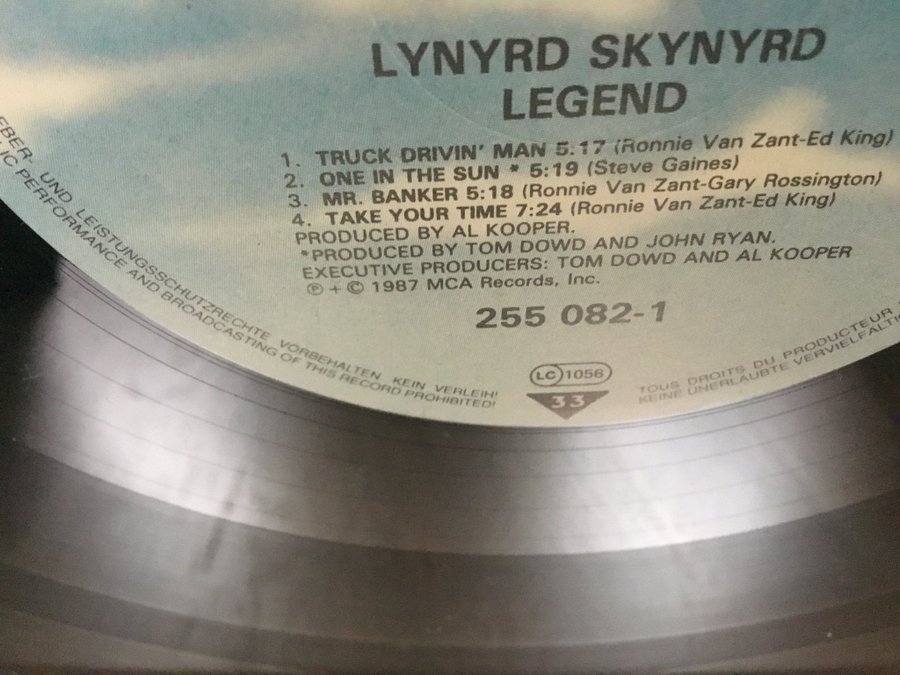 LYNYRD SKYNYRD
LEGEND
1. TRUCK DRIVIN' MAN 5:17 (Ronnie Van Zant-Ed King)
2. ONE IN THE SUN * 5:19 (Steve Gaines)
3. MR. BANKER 5:18 (Ronnie Van Zant-Gary Rossington)
4. TAKE YOUR TIME 7:24 (Ronnie Van Zant-Ed King)
PRODUCED BY AL KOOPER.
*PRODUCED BY TOM DOWD AND JOHN RYAN.
EXECUTIVE PRODUCERS: TOM DOWD AND AL KOOPER
℗ + © 1987 MCA Records, Inc.
255 082-1
LC 1056
33
UND LEISTUNGSSCHUTZRECHTE VORBEHALTEN KEIN VERLEIH!
PERFORMANCE AND BROADCASTING OF THIS RECORD PROHIBITED!
TOUS DROITS DU PRODUCTEUR
KEINE UNERLAUBTE